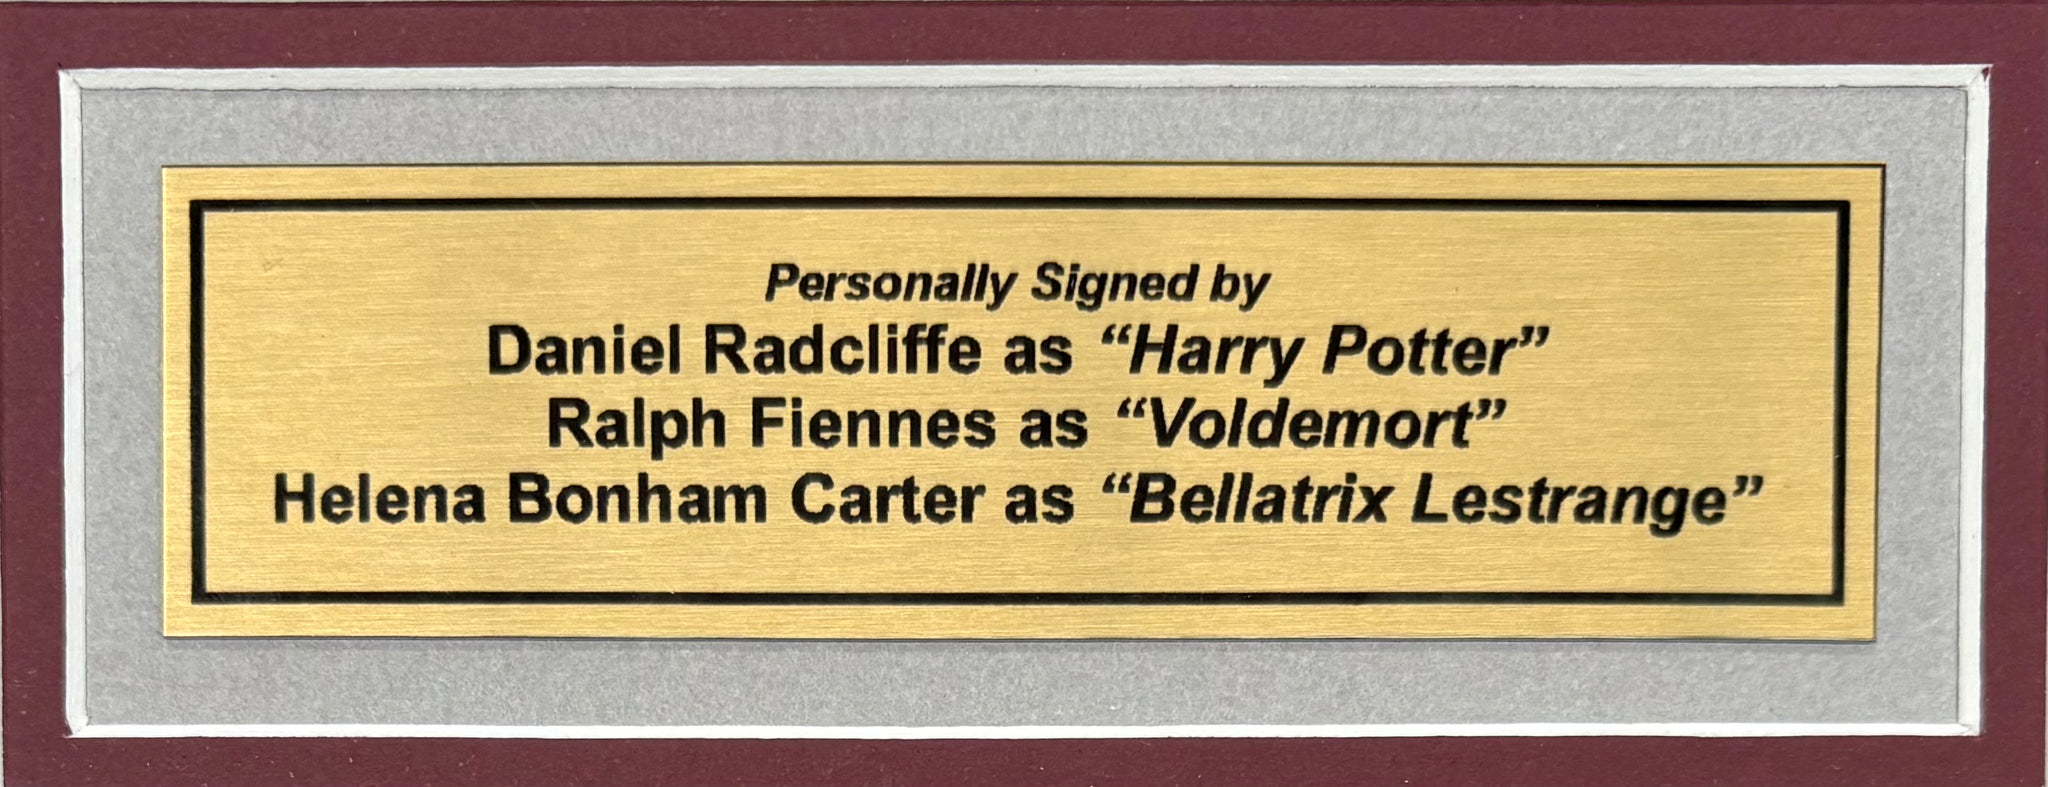 Personally Signed by
Daniel Radcliffe as “Harry Potter”
Ralph Fiennes as “Voldemort”
Helena Bonham Carter as “Bellatrix Lestrange”